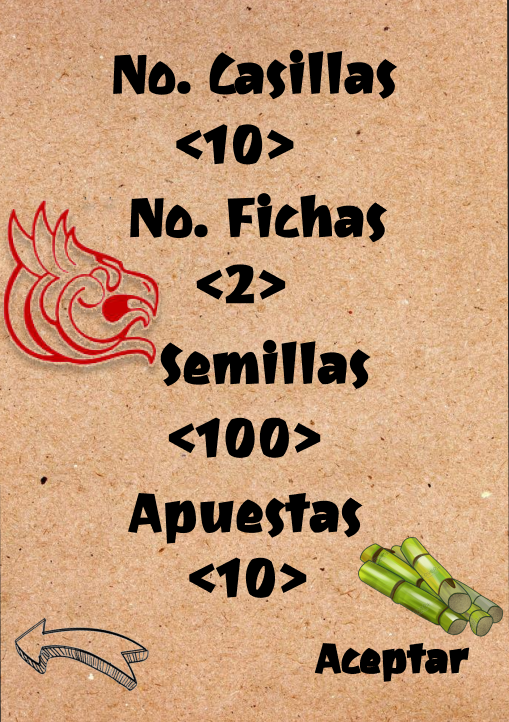 No. Casillas
<10>
No. Fichas
<2>
Semillas
<100>
Apuestas
<10>
Aceptar